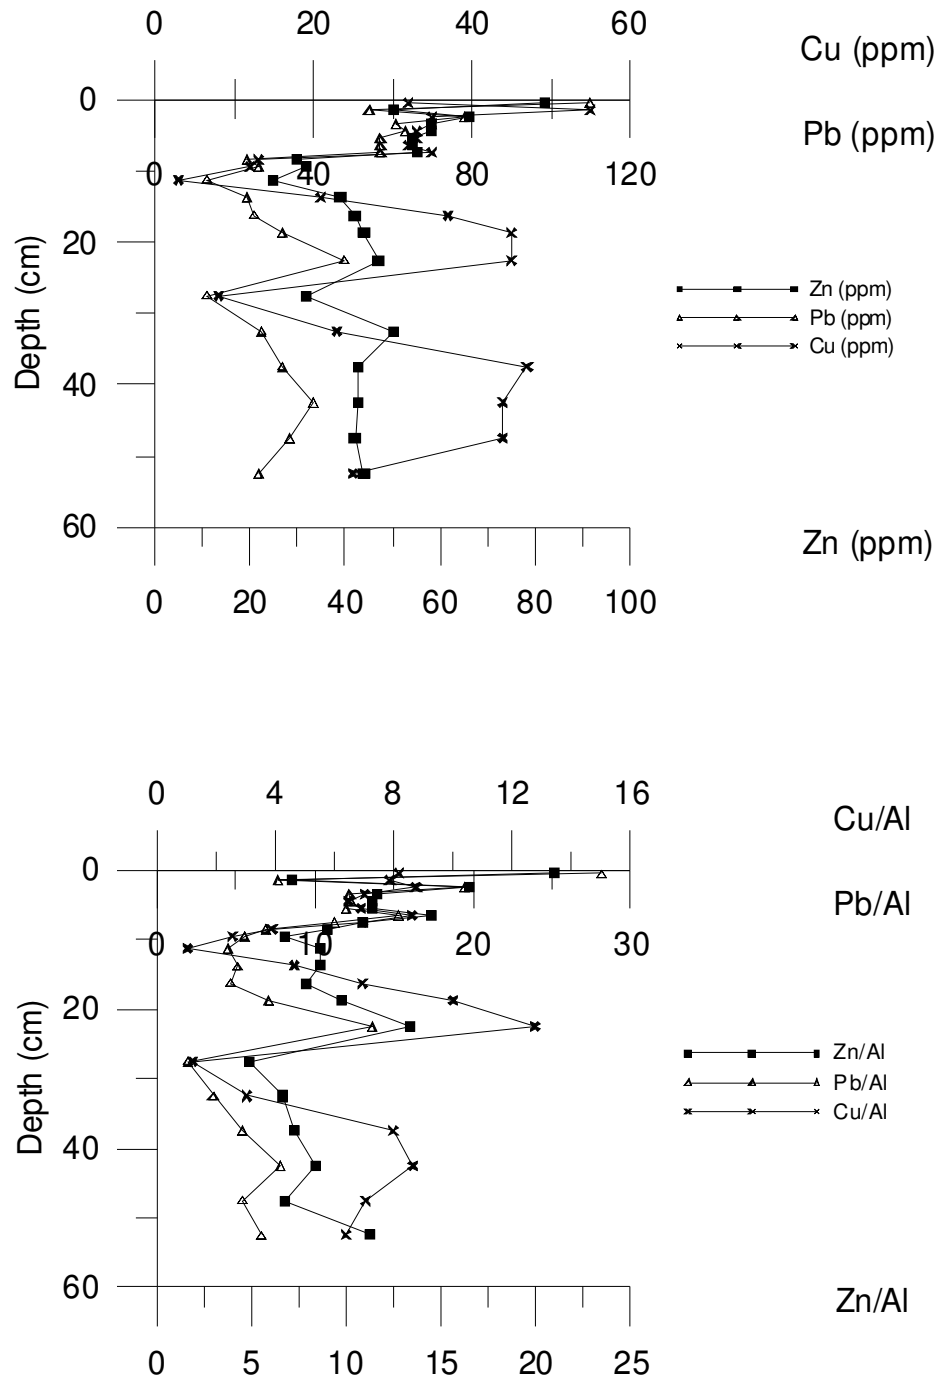 0 20 40 60
Cu (ppm)
0
Pb (ppm)
0 40 80 120
20
Depth (cm)
Zn (ppm)
Pb (ppm)
Cu (ppm)
40
60
Zn (ppm)
0 20 40 60 80 100
0 4 8 12 16
Cu/Al
0
Pb/Al
0 10 20 30
20
Depth (cm)
Zn/Al
Pb/Al
Cu/Al
40
60
Zn/Al
0 5 10 15 20 25